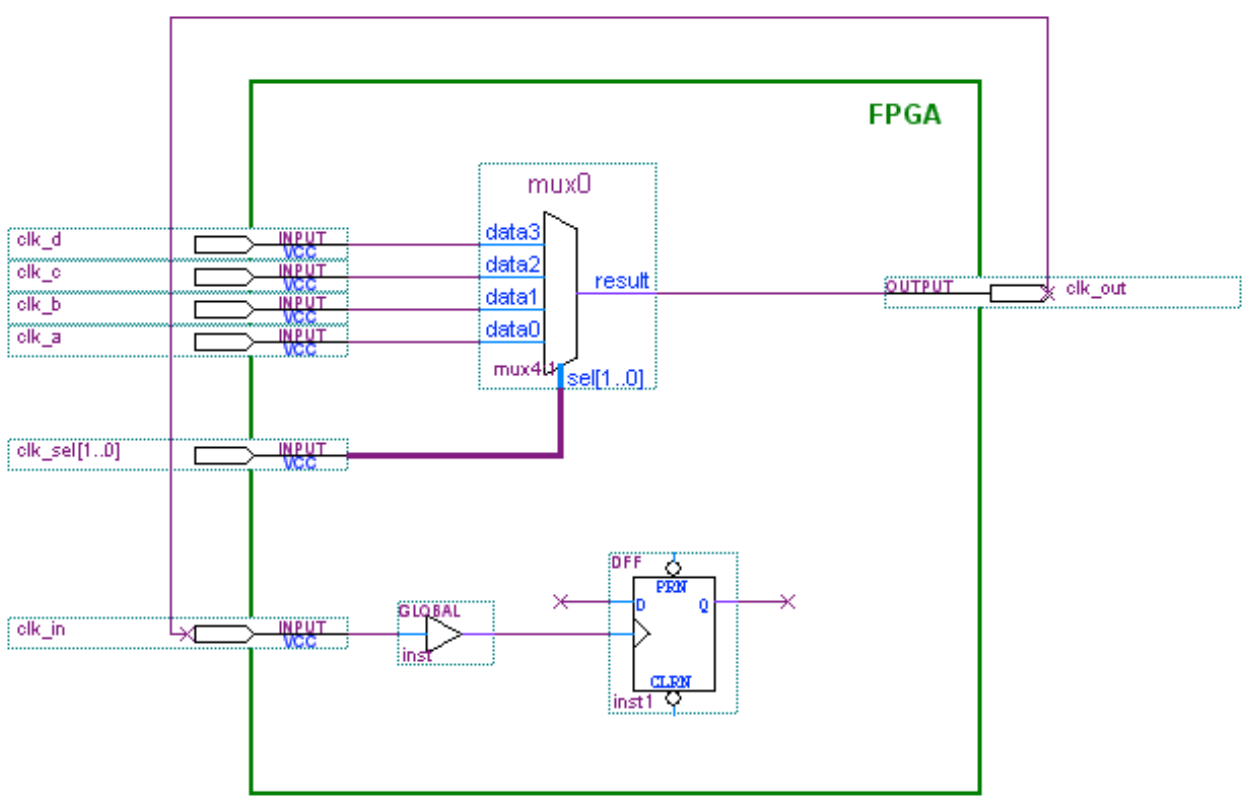 FPGA
mux0
clk_d INPUT VCC data3
clk_c INPUT VCC data2
result
OUTPUT clk_out
clk_b INPUT VCC data1
clk_a INPUT VCC data0
mux4:1
sel[1..0]
clk_sel[1..0] INPUT VCC
DFF
PRN
D Q
GLOBAL
clk_in INPUT VCC
inst
CLRN
inst1